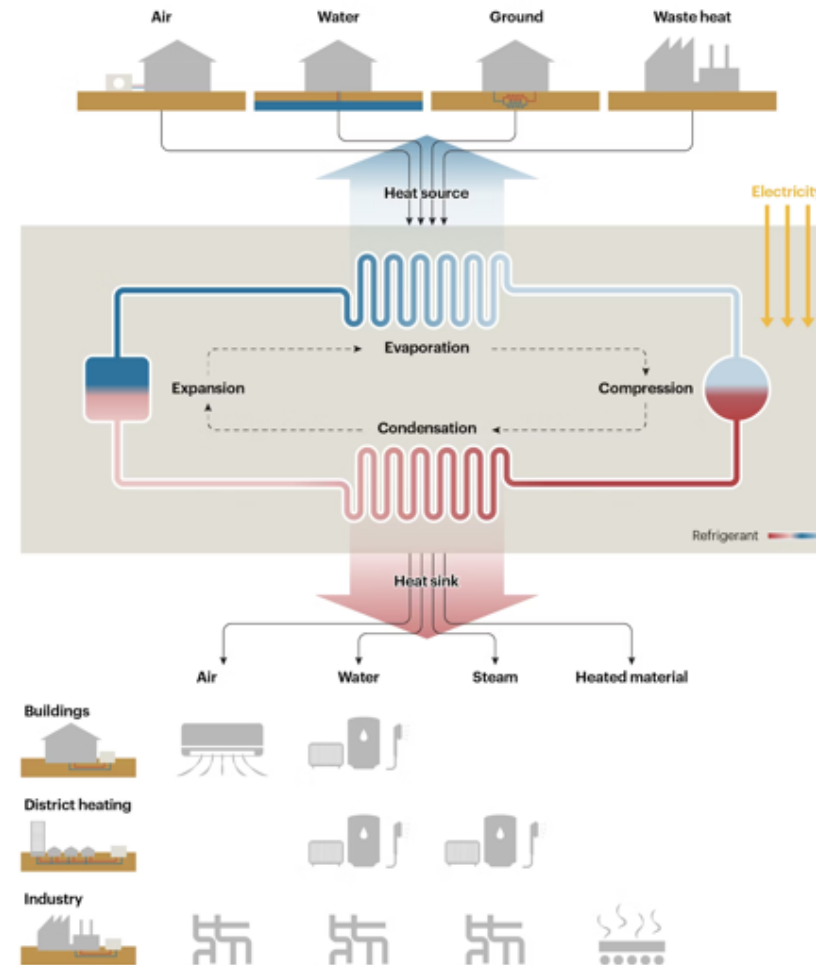 Air
Water
Ground
Waste heat
Heat source
Electricity
Evaporation
Expansion
Compression
Condensation
Refrigerant
Heat sink
Air
Water
Steam
Heated material
Buildings
District heating
Industry